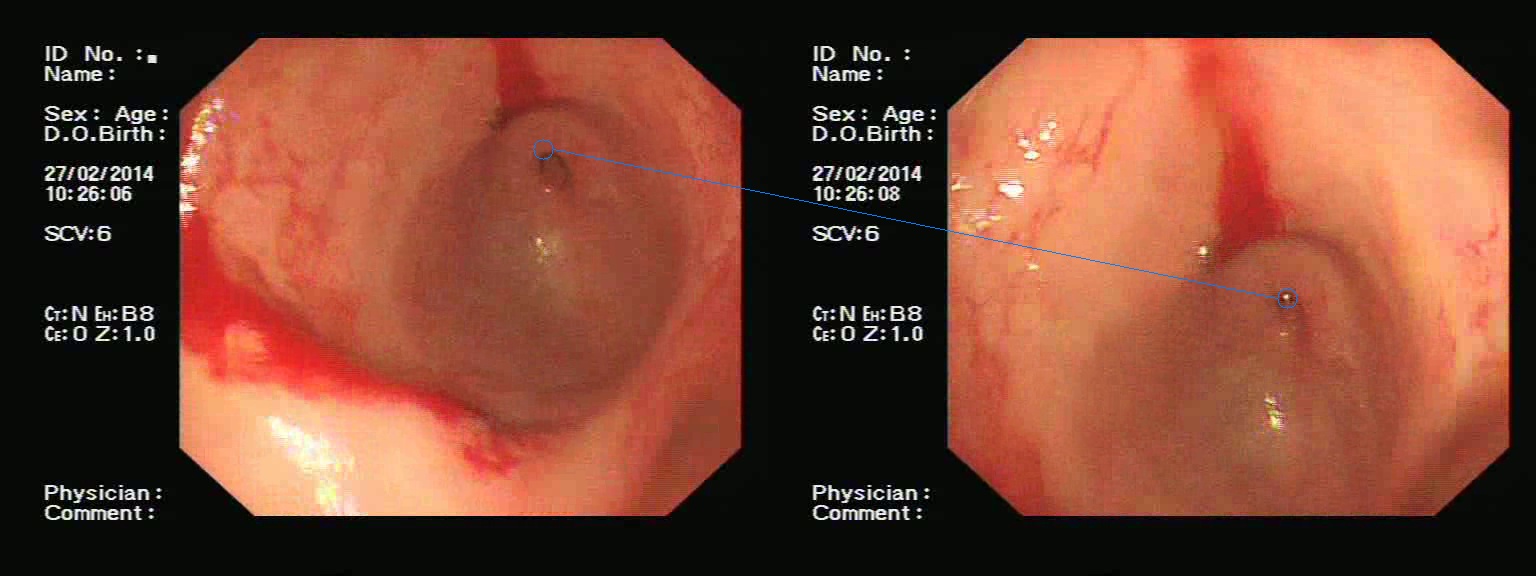 ID No. :
Name:
Sex: Age:
D.O.Birth:
27/02/2014
10:26:06
SCV:6
CT:N EH:B8
CE:0 Z:1.0
Physician:
Comment:
ID No. :
Name:
Sex: Age:
D.O.Birth:
27/02/2014
10:26:08
SCV:6
CT:N EH:B8
CE:0 Z:1.0
Physician:
Comment: